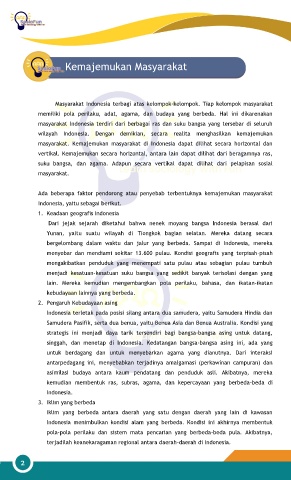 Kemajemukan Masyarakat
Masyarakat Indonesia terbagi atas kelompok-kelompok. Tiap kelompok masyarakat
memiliki pola perilaku, adat, agama, dan budaya yang berbeda. Hal ini dikarenakan
masyarakat Indonesia terdiri dari berbagai ras dan suku bangsa yang tersebar di seluruh
wilayah Indonesia. Dengan demikian, secara realita menghasilkan kemajemukan
masyarakat. Kemajemukan masyarakat di Indonesia dapat dilihat secara horizontal dan
vertikal. Kemajemukan secara horizontal, antara lain dapat dilihat dari beragamnya ras,
suku bangsa, dan agama. Adapun secara vertikal dapat dilihat dari pelapisan sosial
masyarakat.
Ada beberapa faktor pendorong atau penyebab terbentuknya kemajemukan masyarakat
Indonesia, yaitu sebagai berikut.
1. Keadaan geografis Indonesia
Dari jejak sejarah diketahui bahwa nenek moyang bangsa Indonesia berasal dari
Yunan, yaitu suatu wilayah di Tiongkok bagian selatan. Mereka datang secara
bergelombang dalam waktu dan jalur yang berbeda. Sampai di Indonesia, mereka
menyebar dan mendiami sekitar 13.600 pulau. Kondisi geografis yang terpisah-pisah
mengakibatkan penduduk yang menempati satu pulau atau sebagian pulau tumbuh
menjadi kesatuan-kesatuan suku bangsa yang sedikit banyak terisolasi dengan yang
lain. Mereka kemudian mengembangkan pola perilaku, bahasa, dan ikatan-ikatan
kebudayaan lainnya yang berbeda.
2. Pengaruh Kebudayaan asing
Indonesia terletak pada posisi silang antara dua samudera, yaitu Samudera Hindia dan
Samudera Pasifik, serta dua benua, yaitu Benua Asia dan Benua Australia. Kondisi yang
strategis ini menjadi daya tarik tersendiri bagi bangsa-bangsa asing untuk datang,
singgah, dan menetap di Indonesia. Kedatangan bangsa-bangsa asing ini, ada yang
untuk berdagang dan untuk menyebarkan agama yang dianutnya. Dari interaksi
antarpedagang ini, menyebabkan terjadinya amalgamasi (perkawinan campuran) dan
asimilasi budaya antara kaum pendatang dan penduduk asli. Akibatnya, mereka
kemudian membentuk ras, subras, agama, dan kepercayaan yang berbeda-beda di
Indonesia.
3. Iklim yang berbeda
Iklim yang berbeda antara daerah yang satu dengan daerah yang lain di kawasan
Indonesia menimbulkan kondisi alam yang berbeda. Kondisi ini akhirnya membentuk
pola-pola perilaku dan sistem mata pencarian yang berbeda-beda pula. Akibatnya,
terjadilah keanekaragaman regional antara daerah-daerah di Indonesia.
2